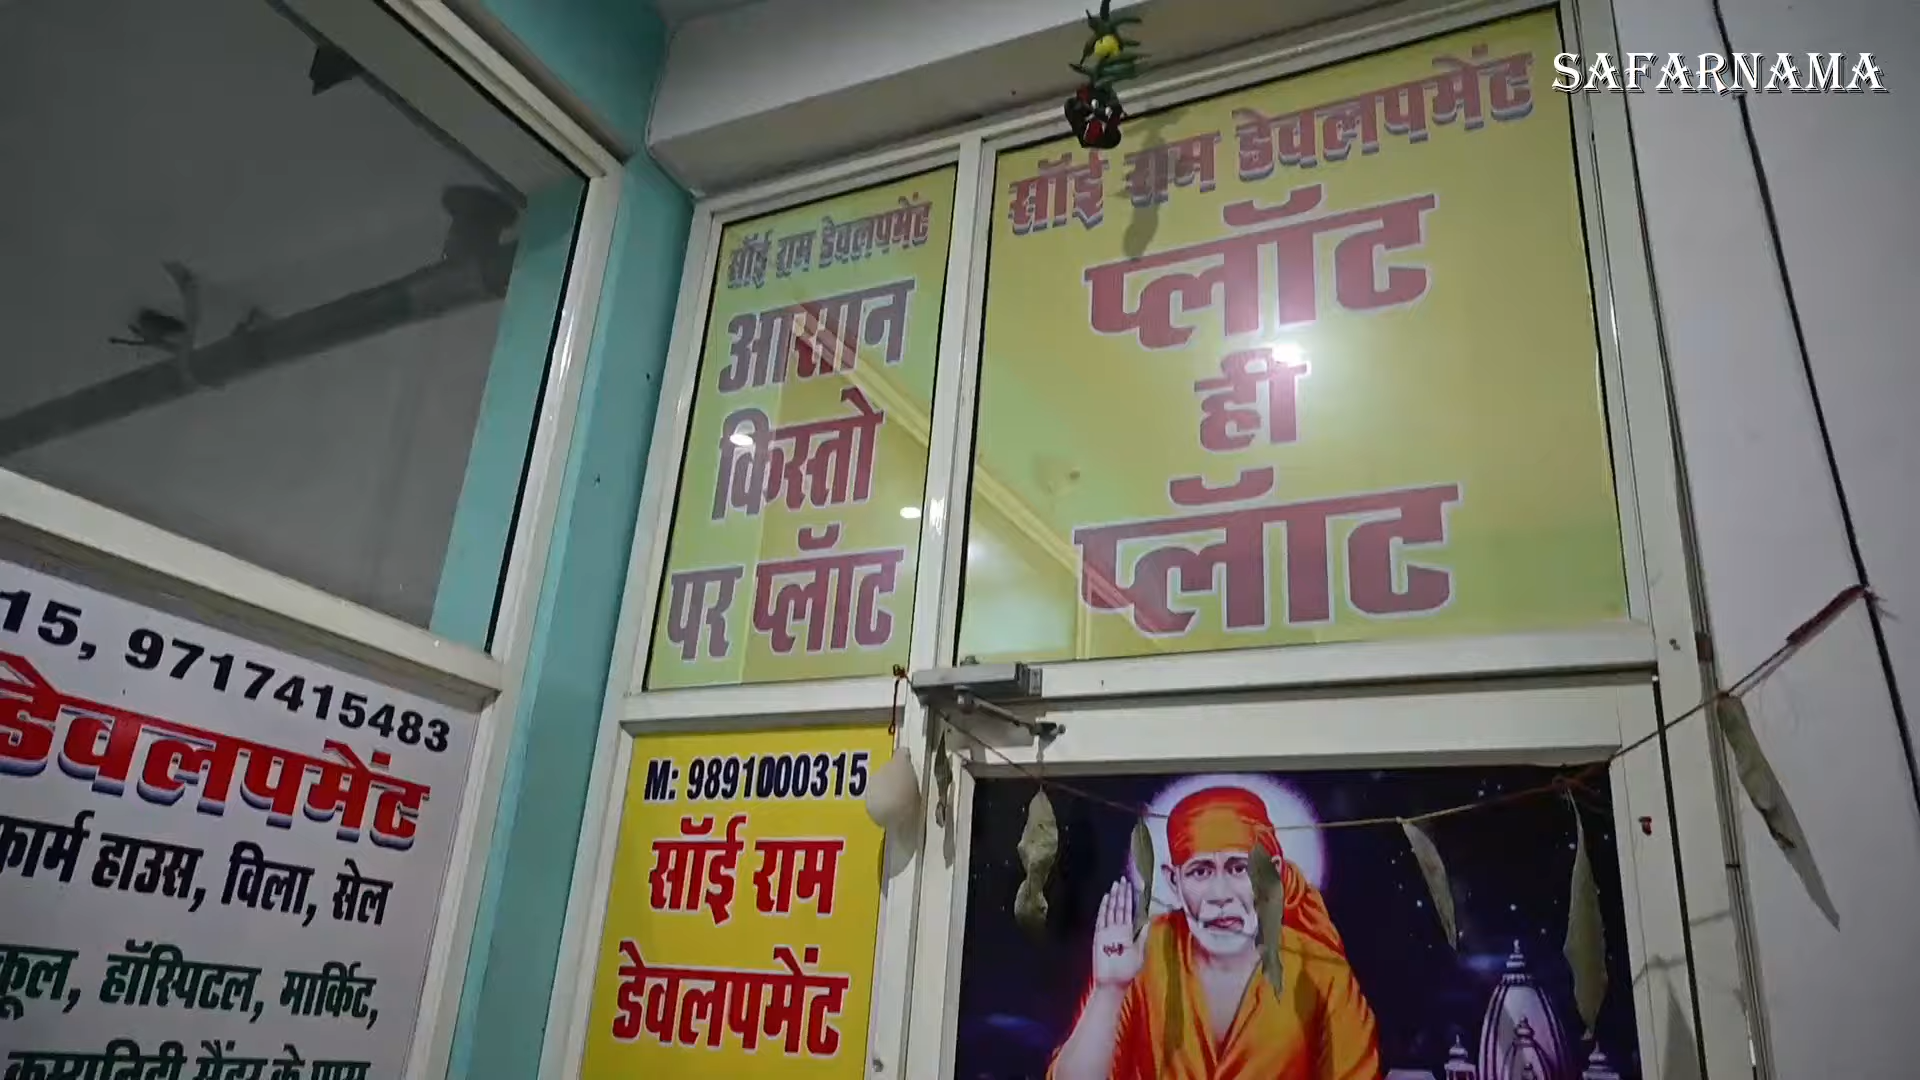 SAFARNAMA
सॉई राम डेवलपमेंट
आसान
किस्तो
पर प्लॉट
सॉई राम डेवलपमेंट
प्लॉट
ही
प्लॉट
15, 9717415483
डेवलपमेंट
फार्म हाउस, विला, सेल
हॉस्पिटल, मार्किट,
M: 9891000315
सॉई राम
डेवलपमेंट